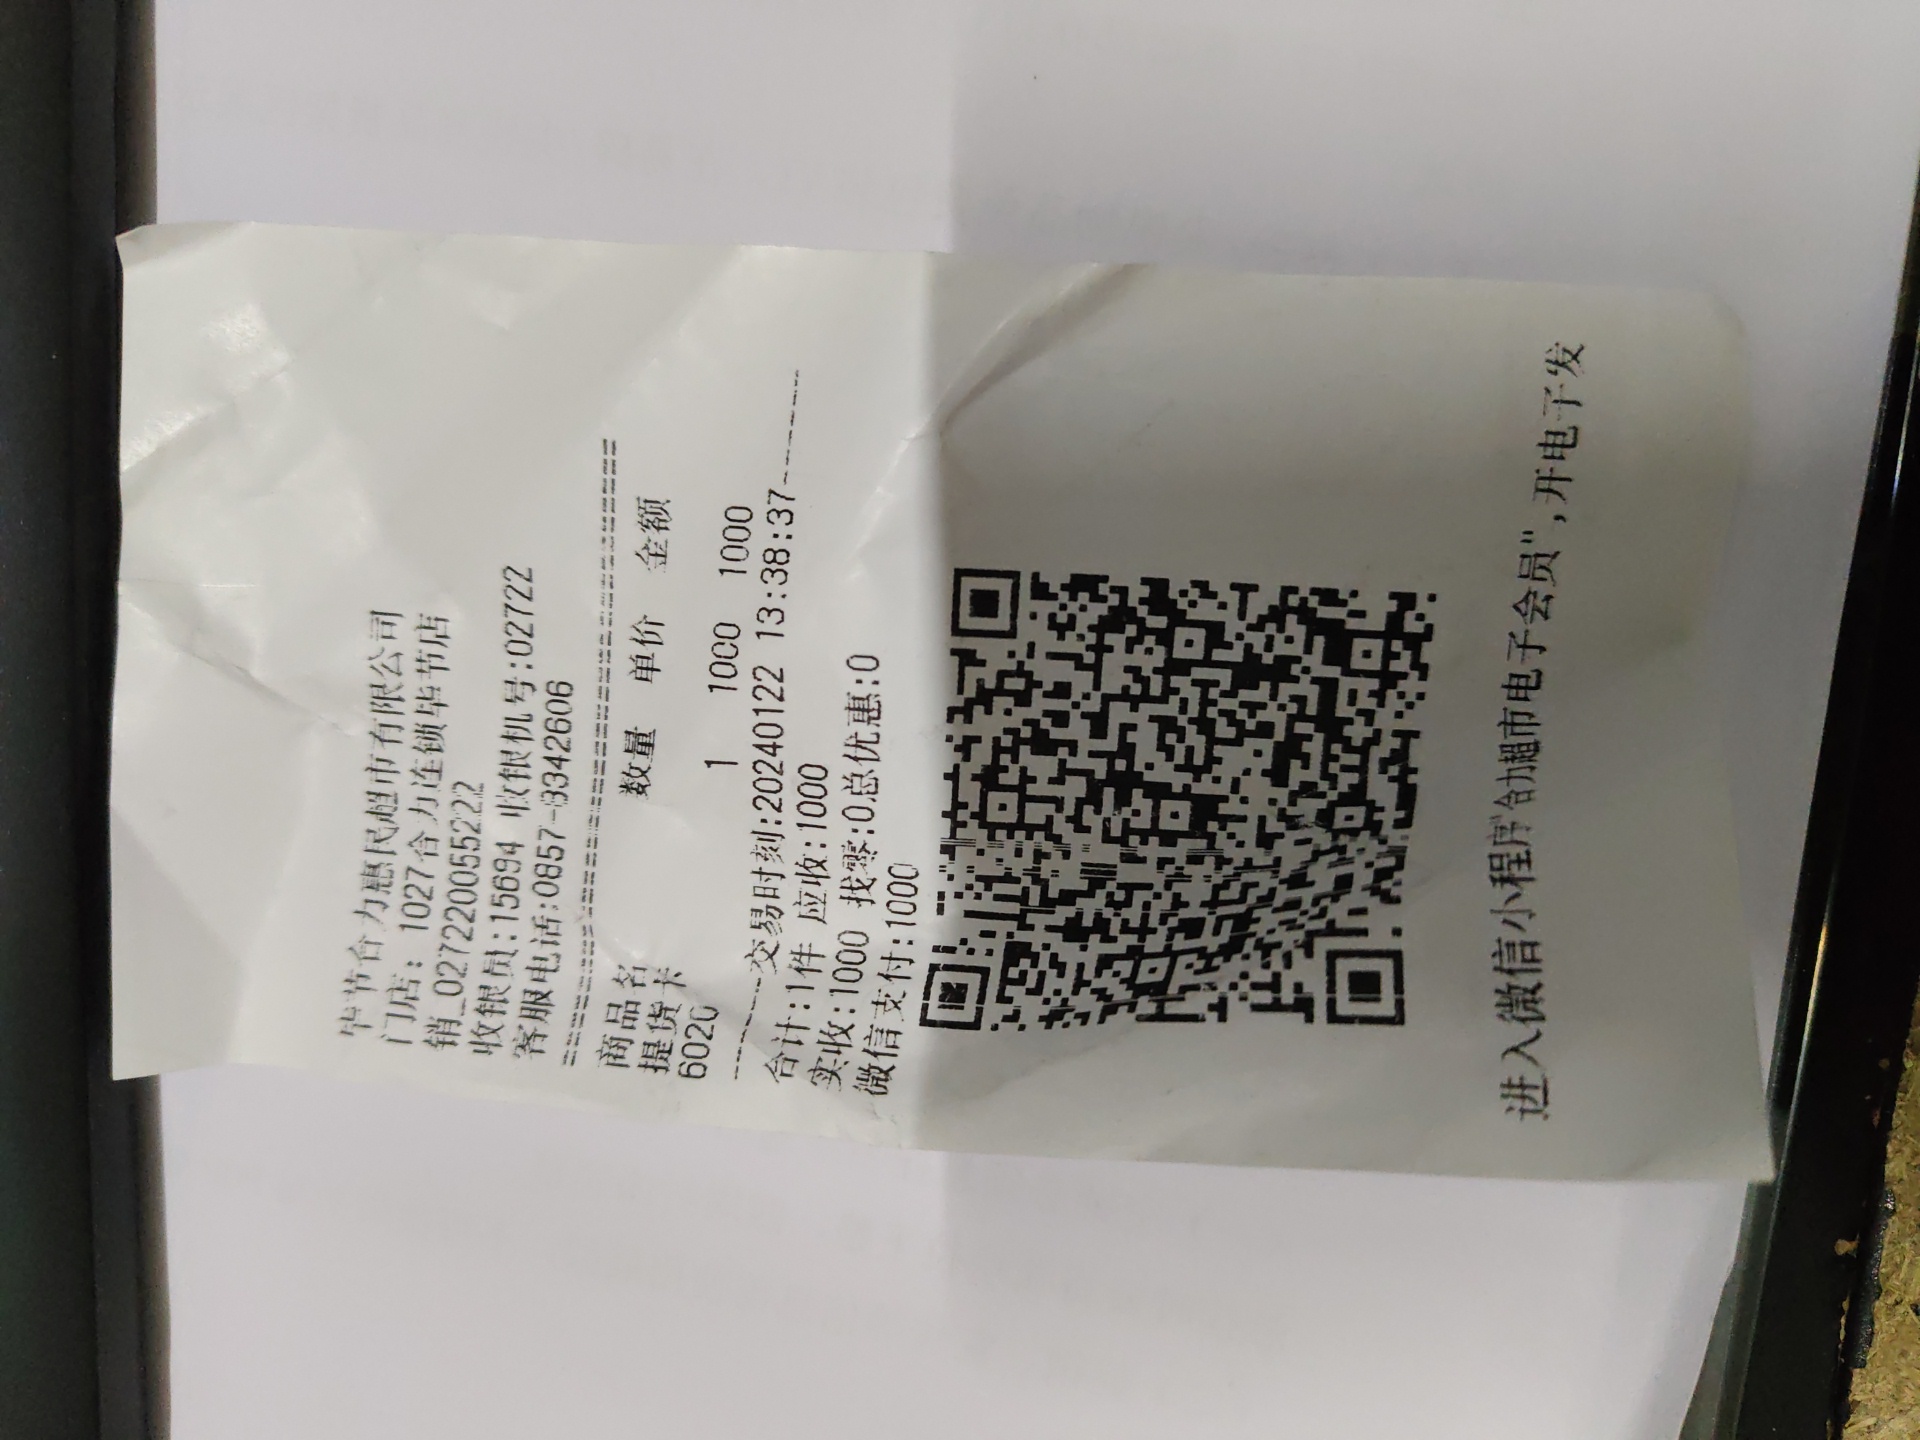 毕节合力惠民超市有限公司
门店：1027合力连锁毕节店
销_0272220065222
收银员:15694 收银机号:02722
客服电话:0857-8342606
商品名 数量 单价 金额
提货卡
6020 1 1000 1000
交易时刻:20240122 13:38:37
合计:1件 应收:1000
实收:1000 找零:0总优惠:0
微信支付:1000
进入微信小程序"合力超市电子会员",开电子发